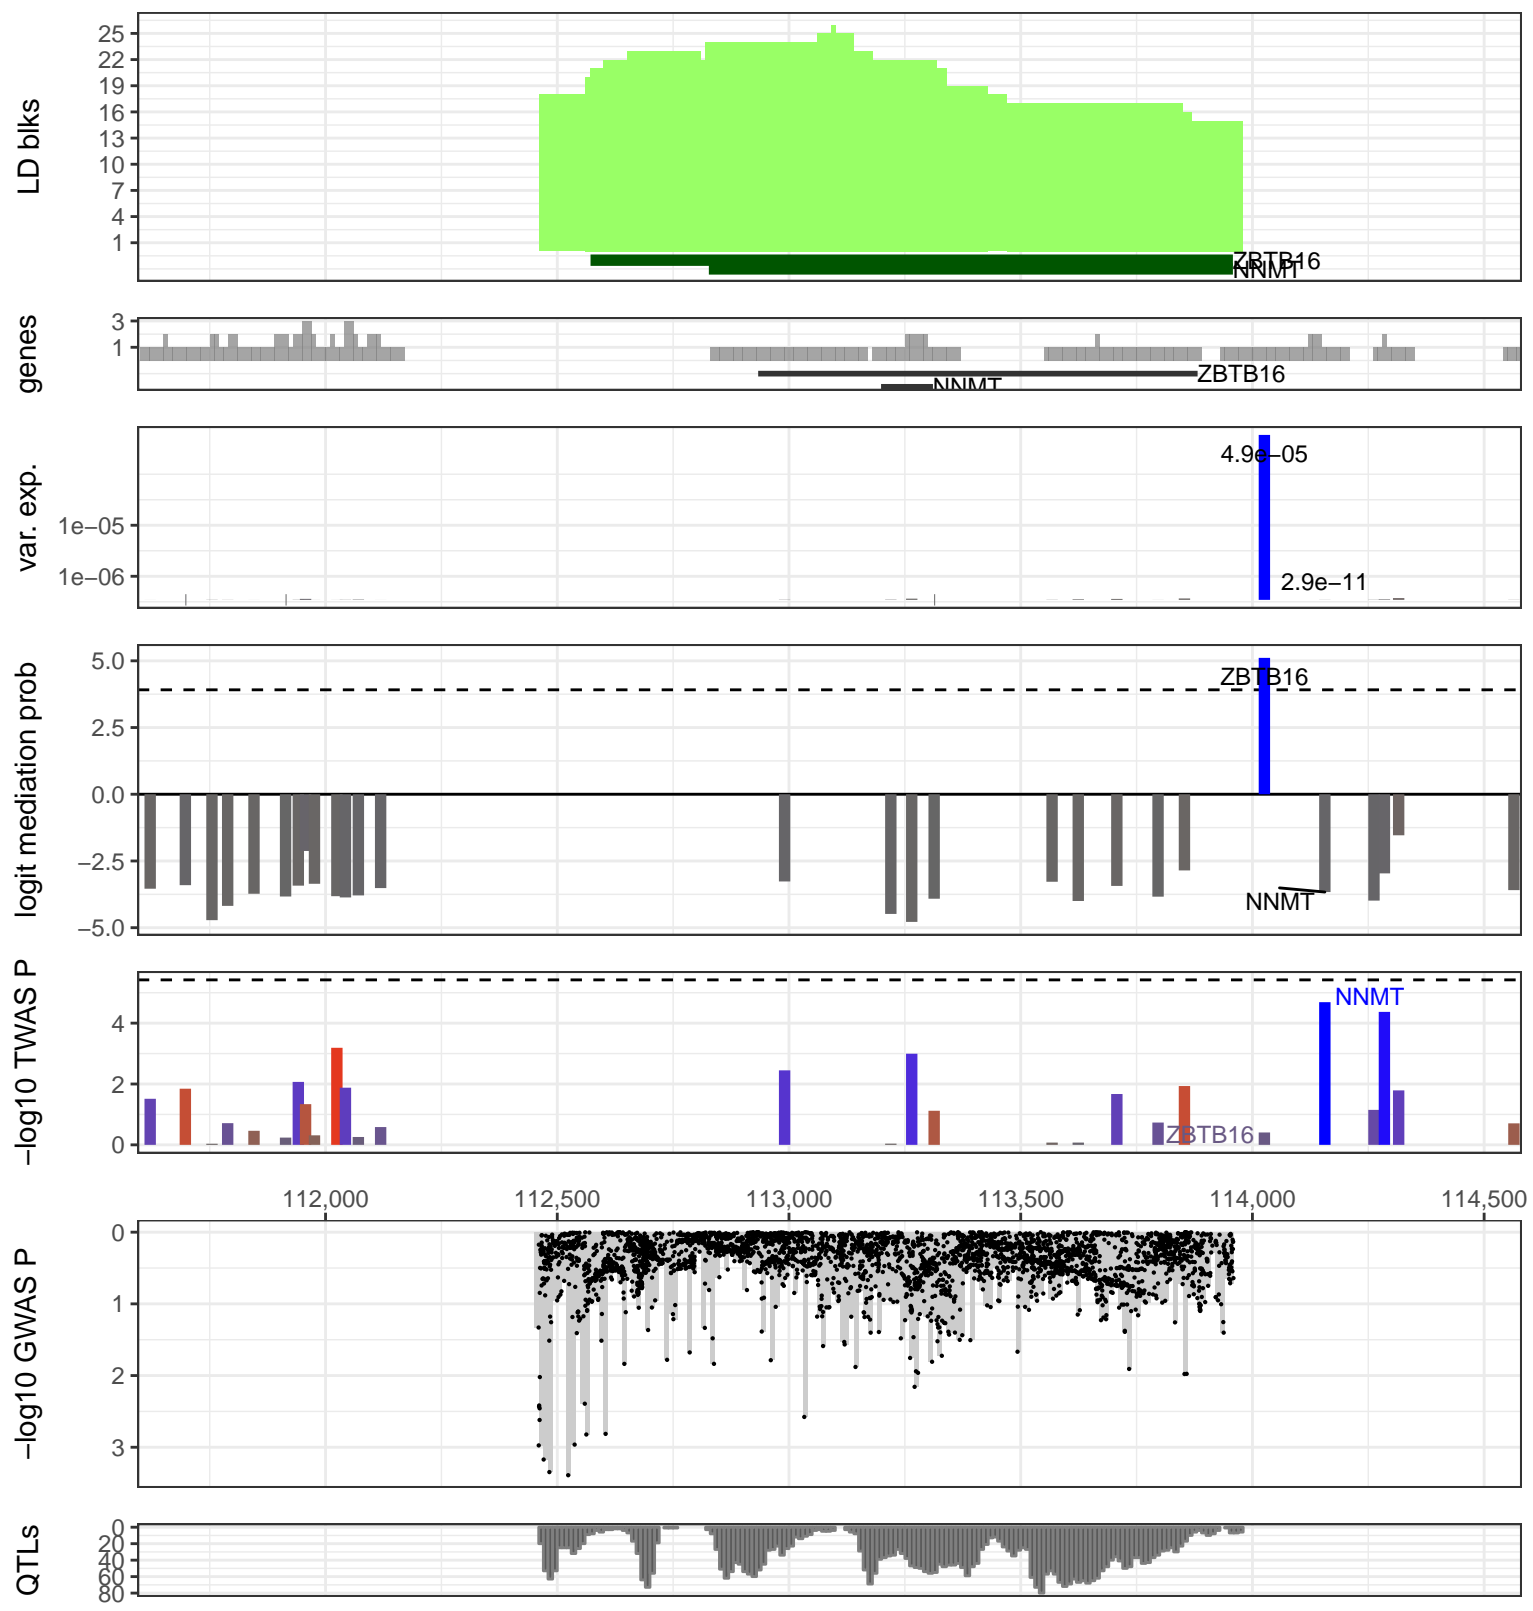 LD blks
25
22
19
16
13
10
7
4
1
ZBTB16
NNMT
genes
3
1
ZBTB16
NNMT
var. exp.
1e−05
1e−06
4.9e−05
2.9e−11
logit mediation prob
5.0
2.5
0.0
−2.5
−5.0
ZBTB16
NNMT
−log10 TWAS P
4
2
0
NNMT
ZBTB16
112,000 112,500 113,000 113,500 114,000 114,500
−log10 GWAS P
0
1
2
3
QTLs
0
20
40
60
80